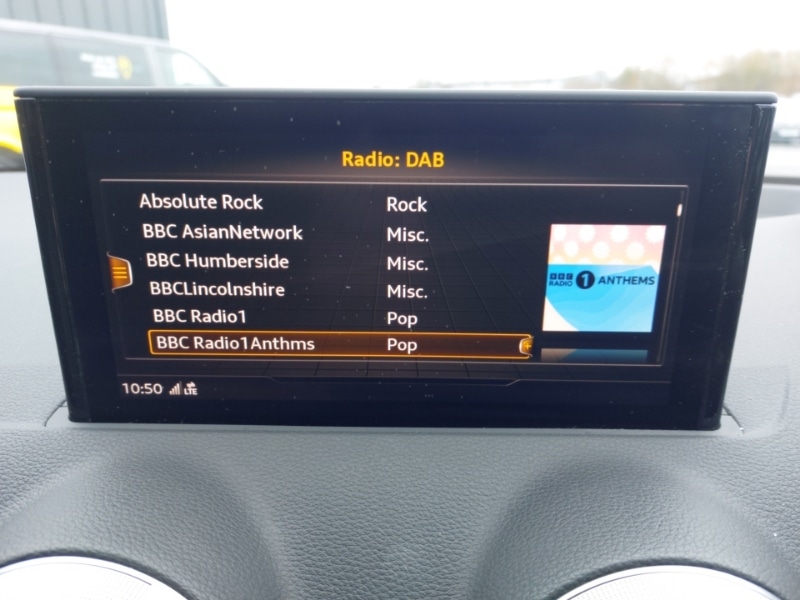 Radio: DAB
Absolute Rock Rock
BBC AsianNetwork Misc.
BBC Humberside Misc.
BBCLincolnshire Misc.
BBC Radio1 Pop
BBC Radio1Anthms Pop
BBC
RADIO 1 ANTHEMS
10:50 LTE